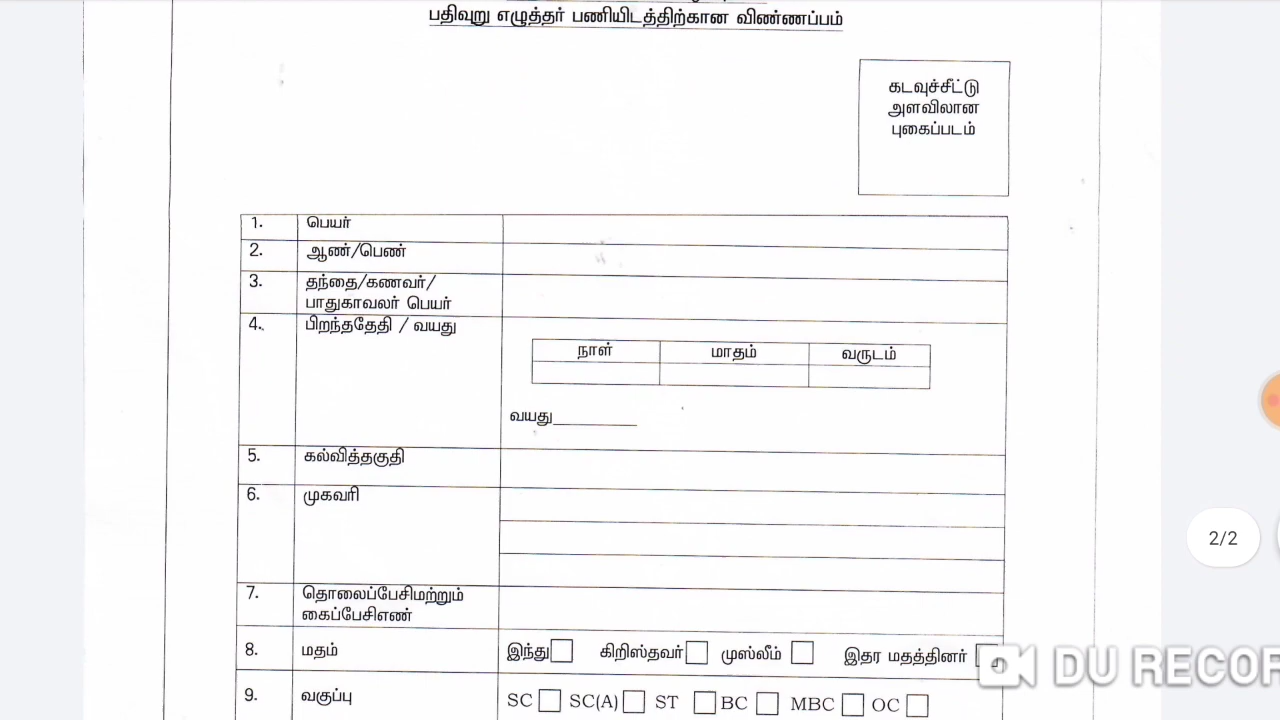 பதிவுறு எழுத்தர் பணியிடத்திற்கான விண்ணப்பம்
கடவுச்சீட்டு
அளவிலான
புகைப்படம்
1. பெயர்
2. ஆண்/பெண்
3. தந்தை/கணவர்/
பாதுகாவலர் பெயர்
4. பிறந்ததேதி / வயது
நாள் மாதம் வருடம்
வயது_________
5. கல்வித்தகுதி
6. முகவரி
2/2
7. தொலைப்பேசிமற்றும்
கைப்பேசிஎண்
8. மதம் இந்து கிறிஸ்தவர் முஸ்லீம் இதர மதத்தினர்
DU RECOR
9. வகுப்பு SC SC(A) ST BC MBC OC